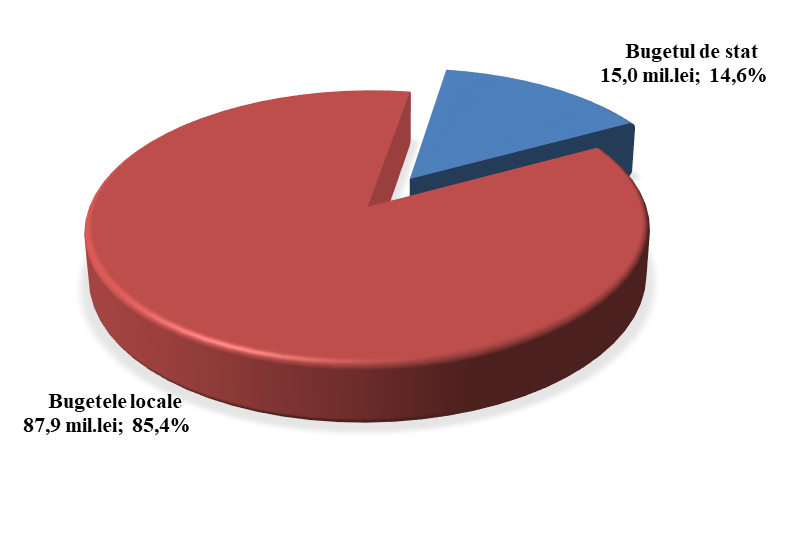 Bugetul de stat
15,0 mil.lei;  14,6%
Bugetele locale
87,9 mil.lei;  85,4%